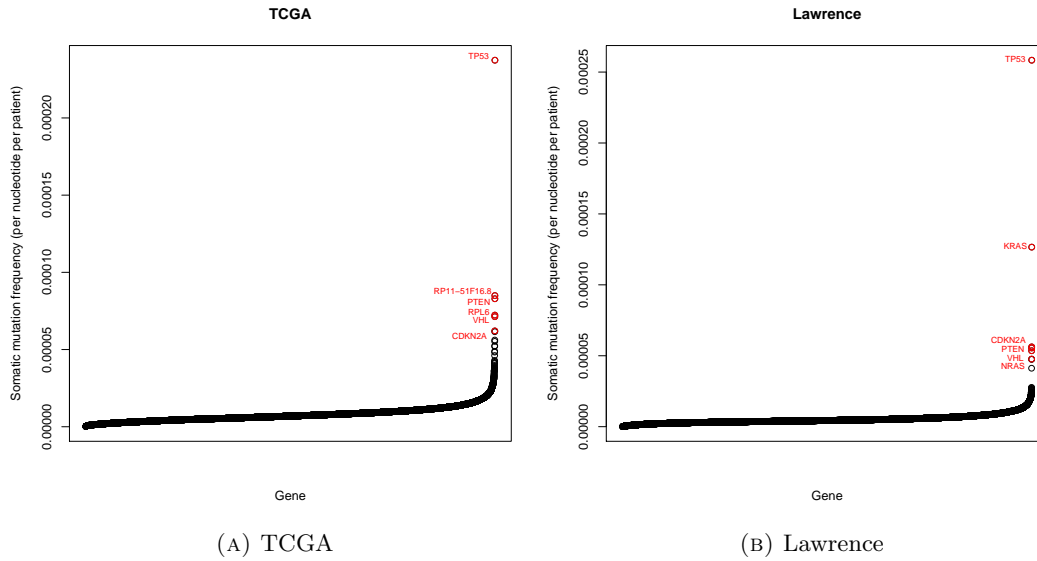 TCGA
Somatic mutation frequency (per nucleotide per patient)
0.00020
0.00015
0.00010
0.00005
0.00000
TP53
RP11−51F16.8
PTEN
RPL6
VHL
CDKN2A
Gene
(A) TCGA
Lawrence
Somatic mutation frequency (per nucleotide per patient)
0.00025
0.00020
0.00015
0.00010
0.00005
0.00000
TP53
KRAS
CDKN2A
PTEN
VHL
NRAS
Gene
(B) Lawrence